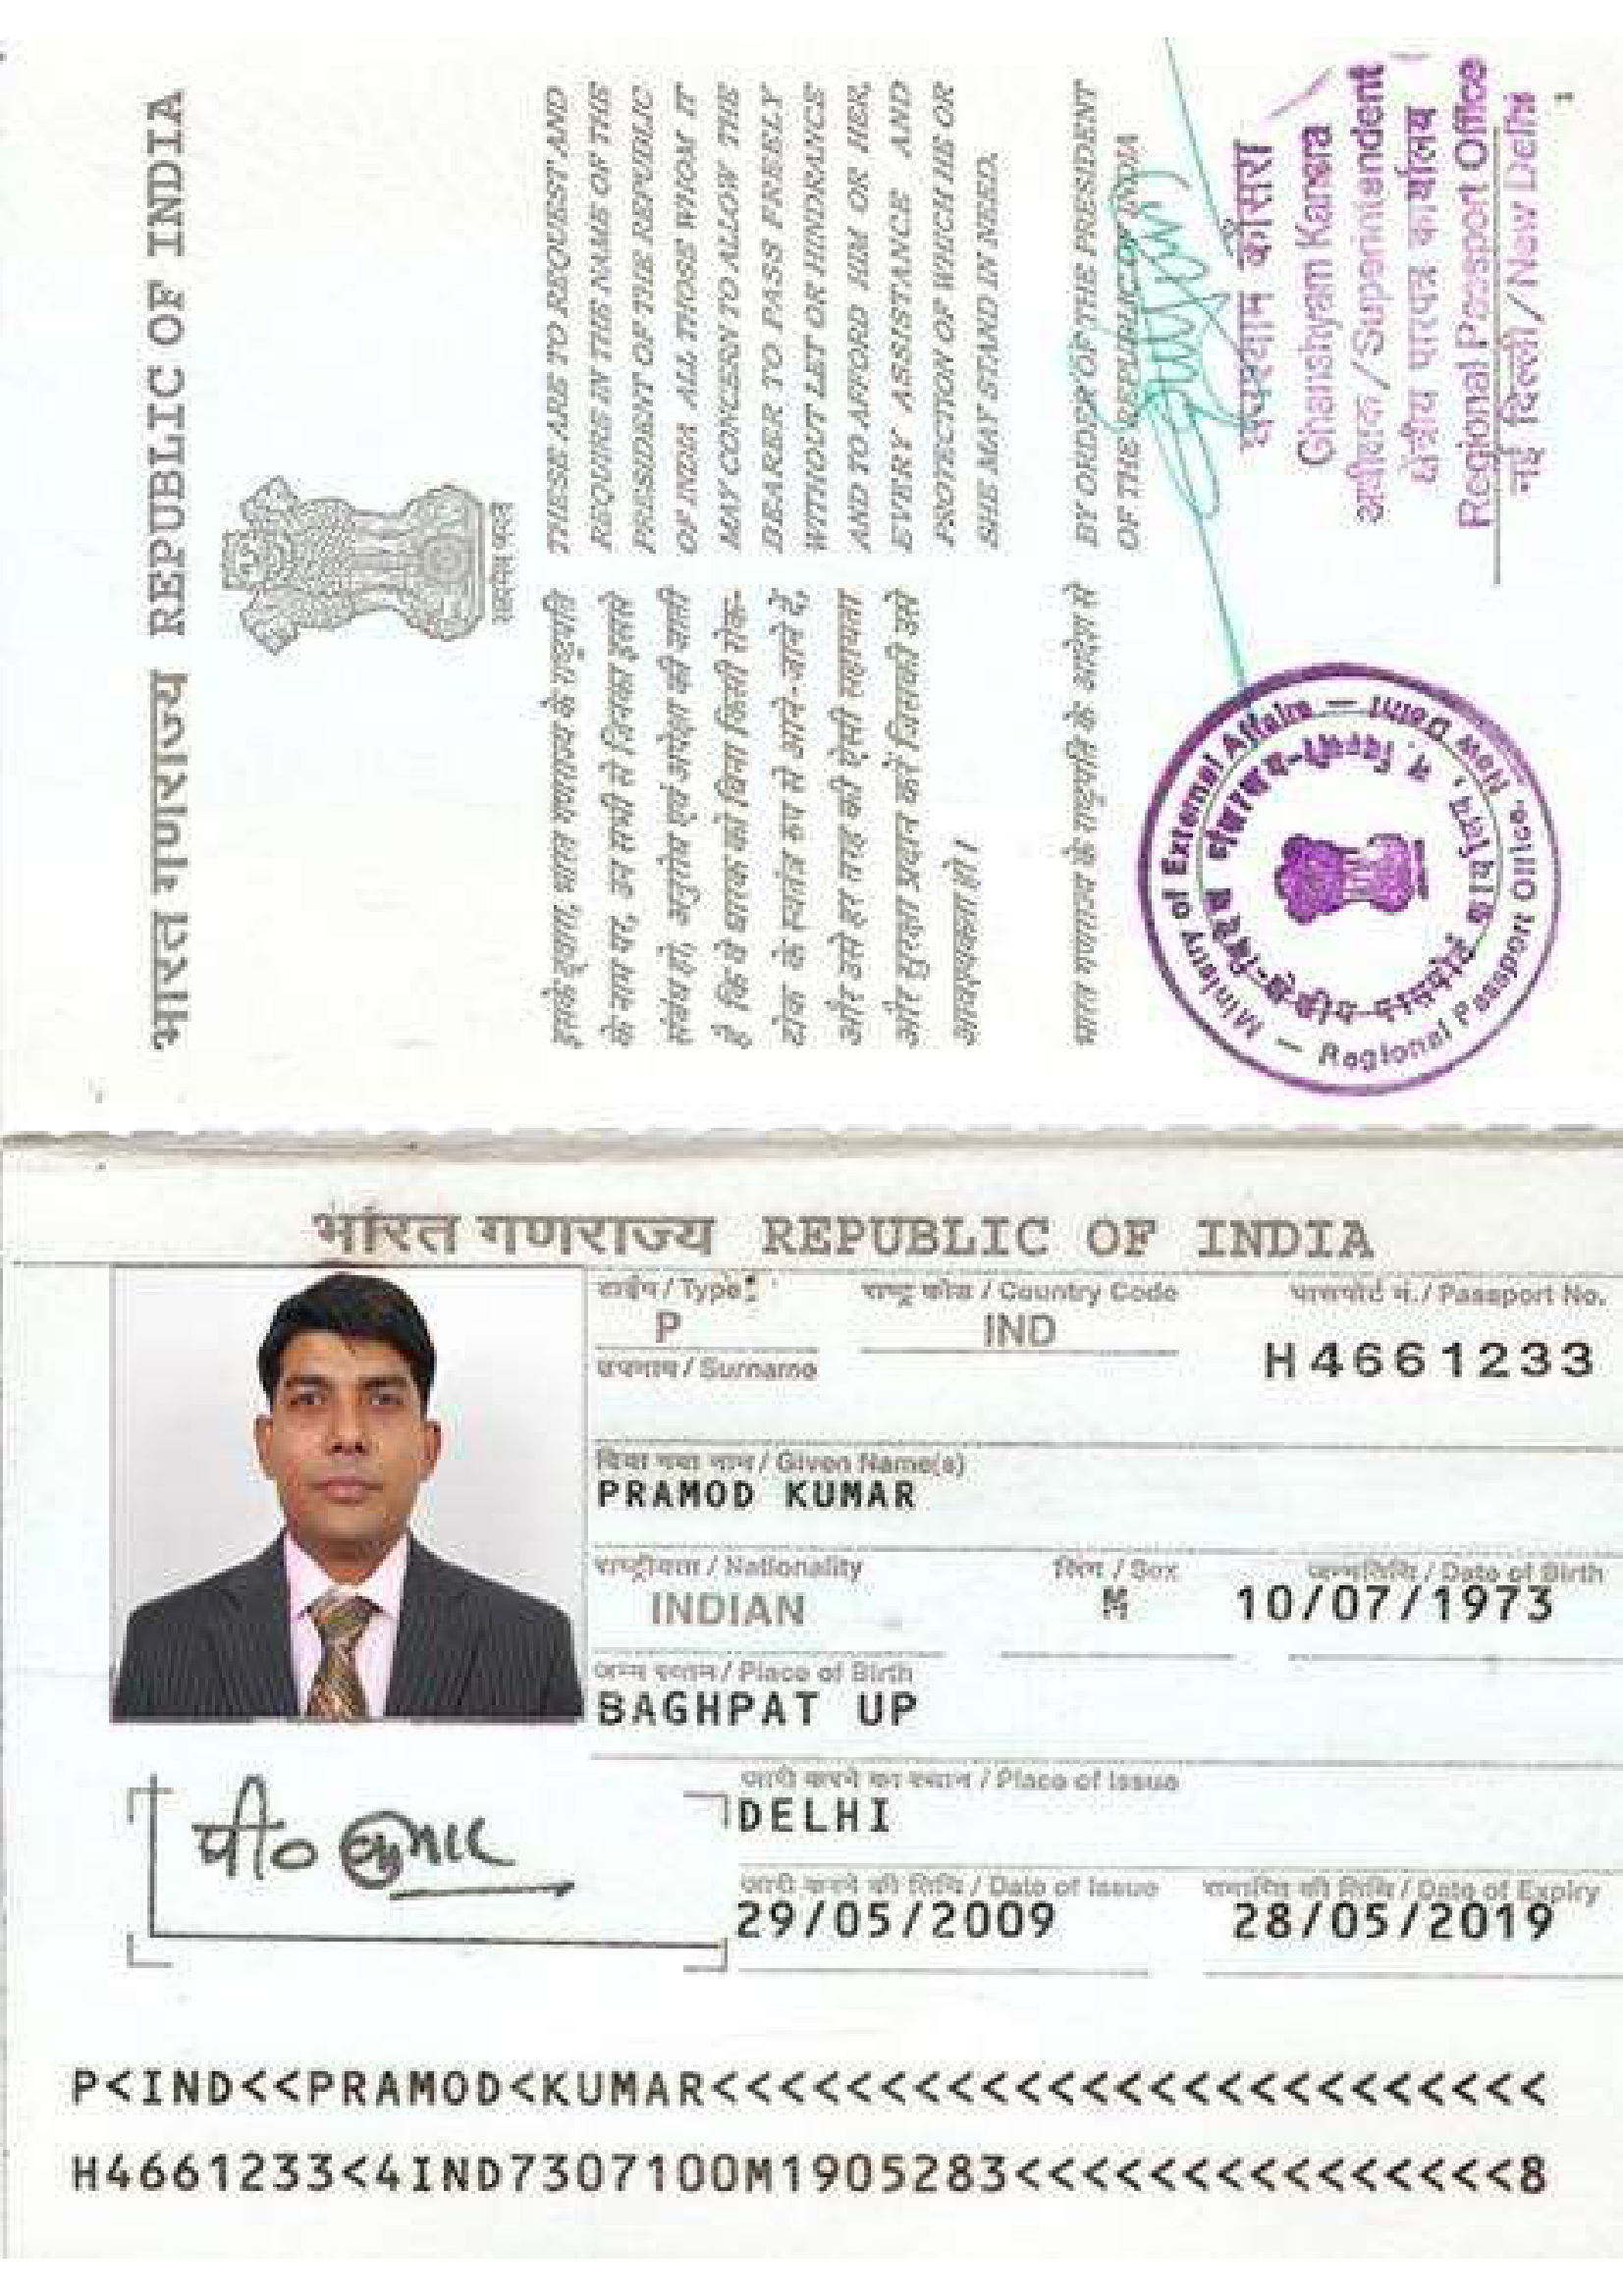 भारत गणराज्य REPUBLIC OF INDIA
सत्यमेव जयते
इसके द्वारा, भारत गणराज्य के राष्ट्रपति
के नाम पर, उन सभी से जिनका इससे
संबंध हो, अनुरोध एवं अपेक्षा की जाती
है कि वे धारक को बिना किसी रोक-
टोक के स्वतंत्र रूप से आने-जाने दें,
और उसे हर तरह की ऐसी सहायता
और सुरक्षा प्रदान करें जिसकी उसे
आवश्यकता हो।
THESE ARE TO REQUEST AND
REQUIRE IN THE NAME OF THE
PRESIDENT OF THE REPUBLIC
OF INDIA ALL THOSE WHOM IT
MAY CONCERN TO ALLOW THE
BEARER TO PASS FREELY
WITHOUT LET OR HINDRANCE
AND TO AFFORD HIM OR HER,
EVERY ASSISTANCE AND
PROTECTION OF WHICH HE OR
SHE MAY STAND IN NEED.
भारत गणराज्य के राष्ट्रपति के आदेश से
BY ORDER OF THE PRESIDENT
OF THE REPUBLIC OF INDIA
Ministry of External Affairs — Regional Passport Office, New Delhi
घनश्याम कांसरा
Ghanshyam Kansra
अधीक्षक / Superintendent
क्षेत्रीय पारपत्र कार्यालय
Regional Passport Office
नई दिल्ली / New Delhi
1
भारत गणराज्य REPUBLIC OF INDIA
टाईप / Type
राष्ट्र कोड / Country Code
पासपोर्ट नं. / Passport No.
P
IND
H4661233
उपनाम / Surname
दिया गया नाम / Given Name(s)
PRAMOD KUMAR
राष्ट्रीयता / Nationality
लिंग / Sex
जन्मतिथि / Date of Birth
INDIAN
M
10/07/1973
जन्म स्थान / Place of Birth
BAGHPAT UP
जारी करने का स्थान / Place of Issue
DELHI
पी० कुमार
जारी करने की तिथि / Date of Issue
समाप्ति की तिथि / Date of Expiry
29/05/2009
28/05/2019
P<IND<<PRAMOD<KUMAR<<<<<<<<<<<<<<<<<<<<<<<<<
H4661233<4IND7307100M1905283<<<<<<<<<<<<<<<8